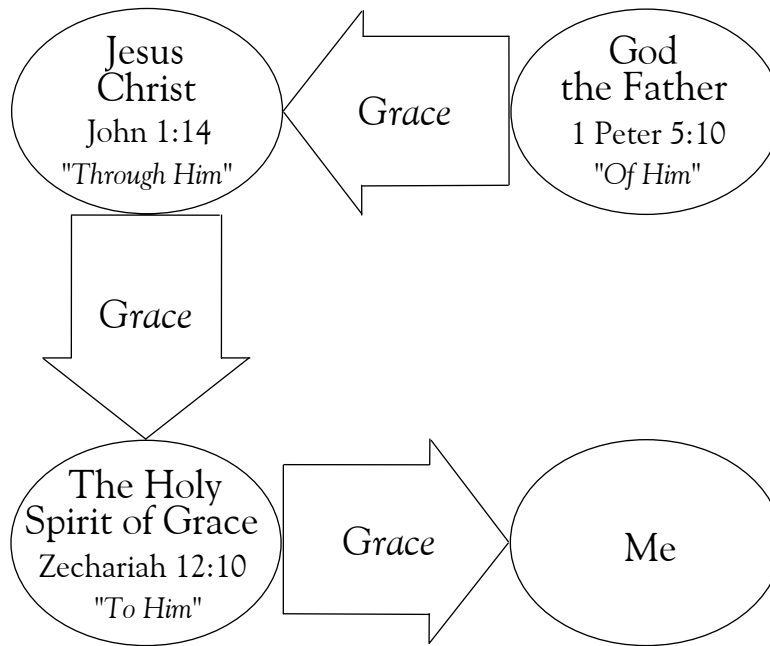 Jesus
Christ
John 1:14
"Through Him"
Grace
God
the Father
1 Peter 5:10
"Of Him"
Grace
The Holy
Spirit of Grace
Zechariah 12:10
"To Him"
Grace
Me